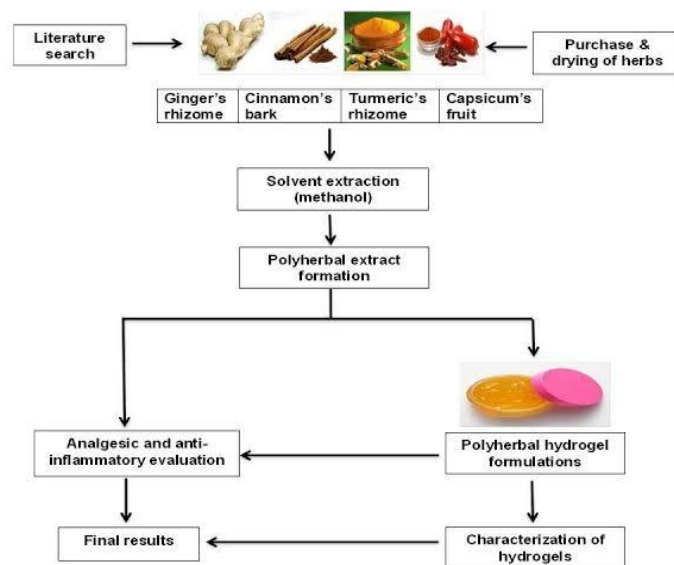 Literature
search
Purchase &
drying of herbs
Ginger's
rhizome
Cinnamon's
bark
Turmeric's
rhizome
Capsicum's
fruit
Solvent extraction
(methanol)
Polyherbal extract
formation
Analgesic and anti-
inflammatory evaluation
Polyherbal hydrogel
formulations
Final results
Characterization of
hydrogels